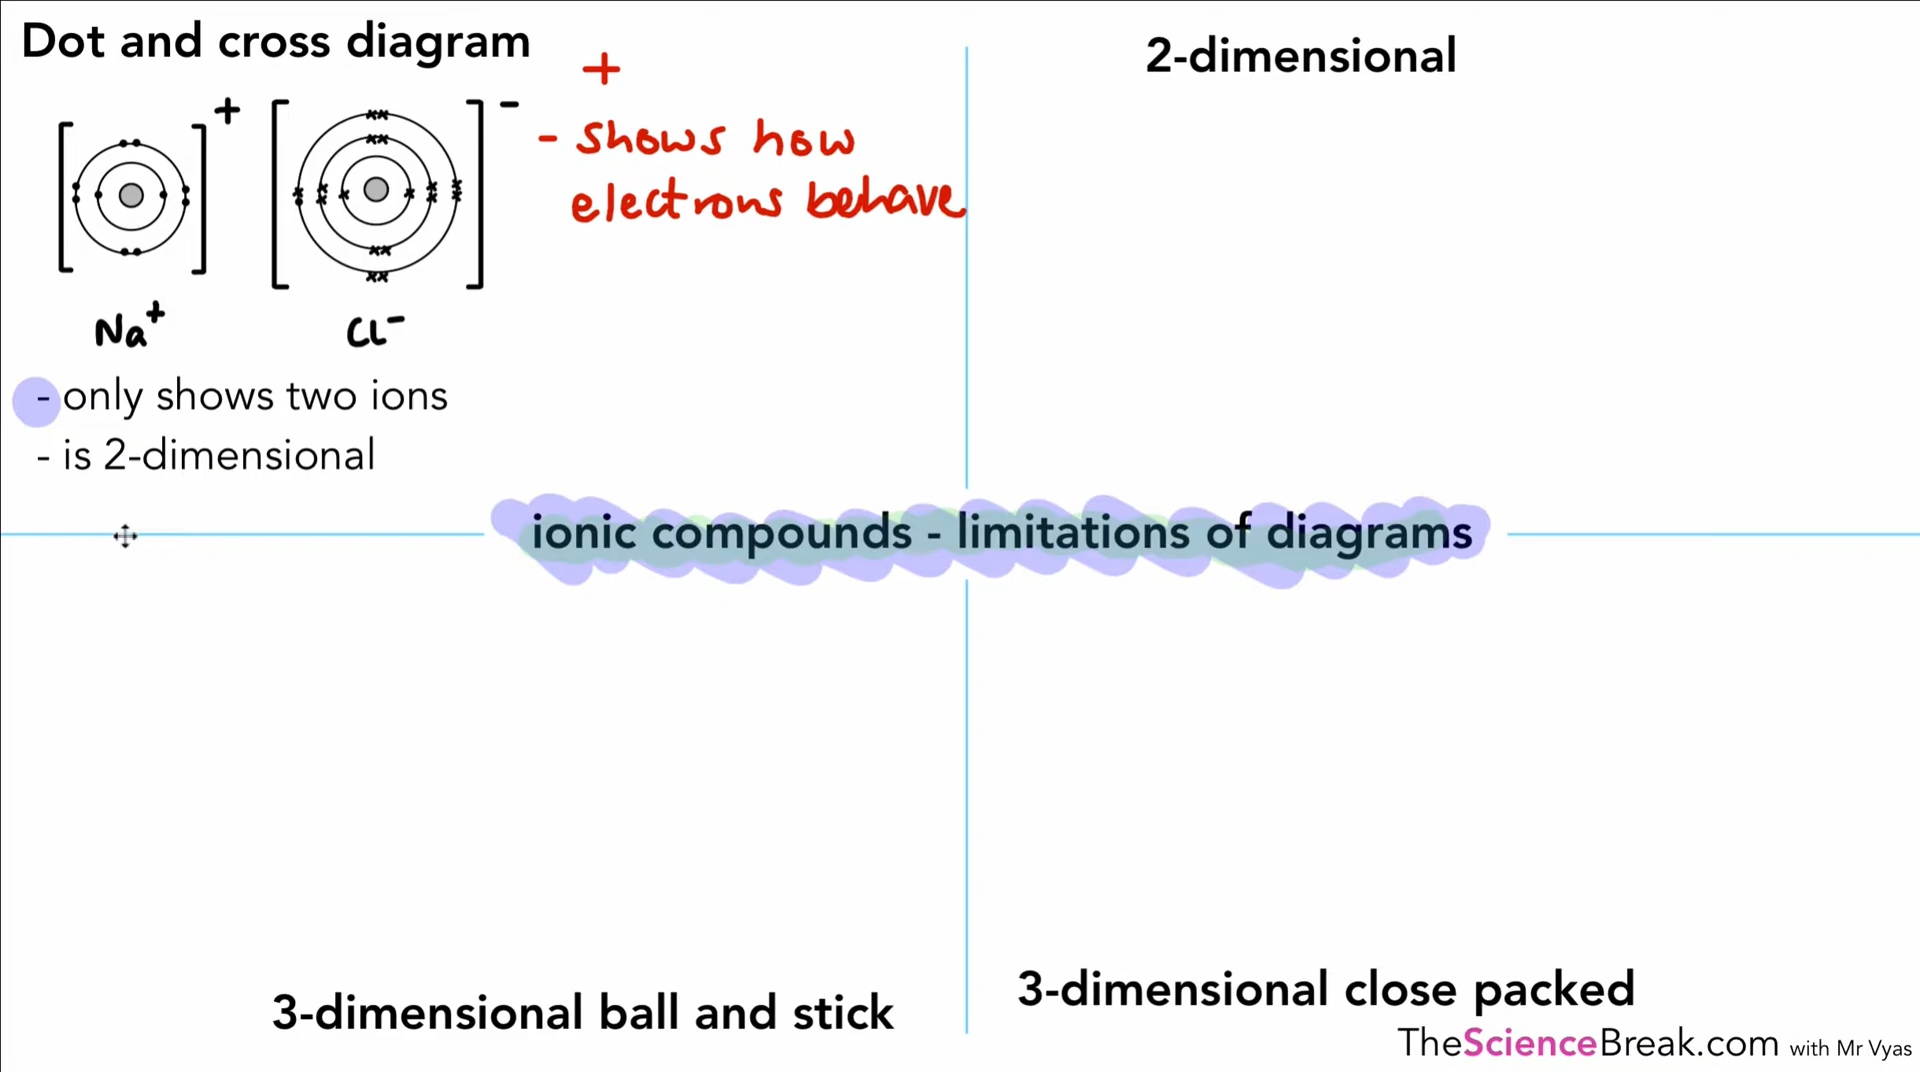 Dot and cross diagram
+
-
+
- shows how
electrons behave
Na+
Cl-
- only shows two ions
- is 2-dimensional
2-dimensional
ionic compounds - limitations of diagrams
3-dimensional ball and stick
3-dimensional close packed
TheScienceBreak.com with Mr Vyas